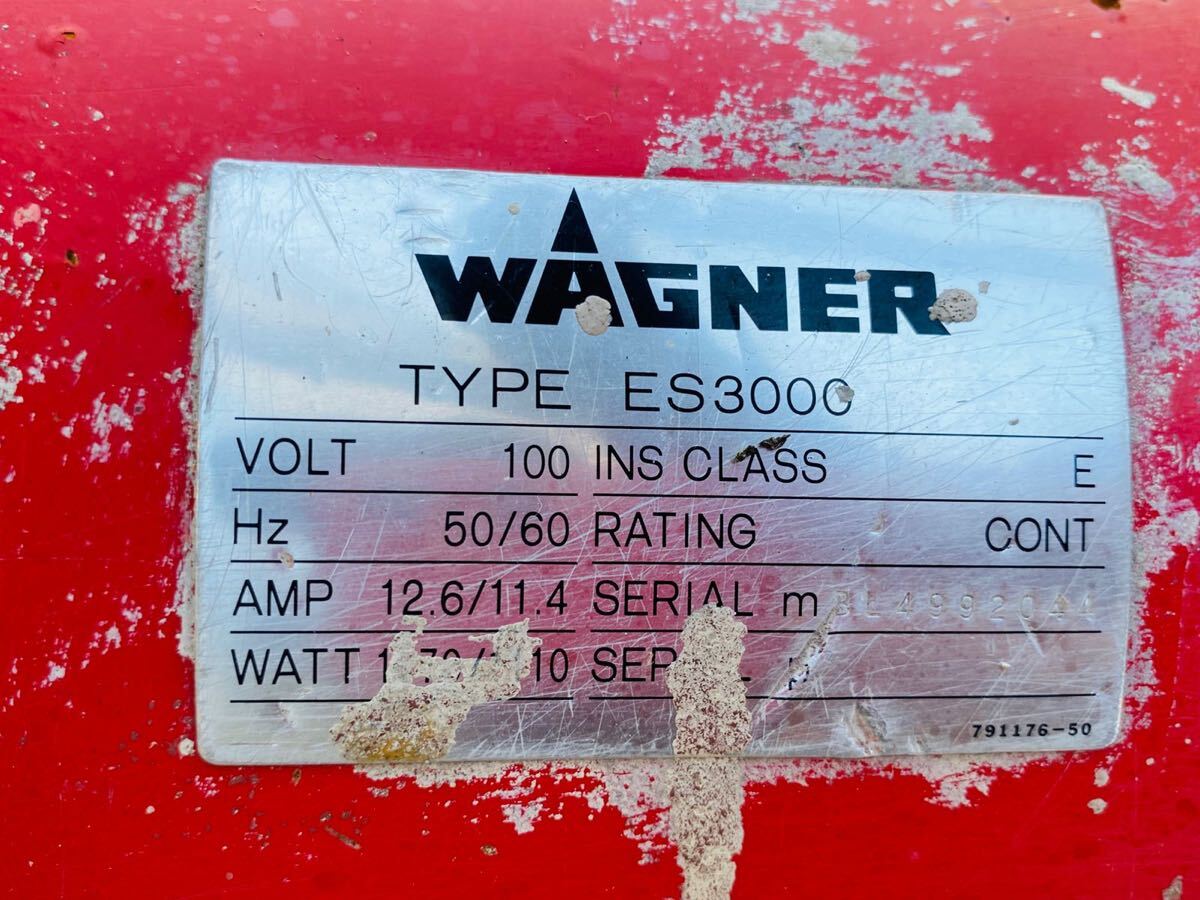 WAGNER
TYPE ES3000
VOLT 100 INS CLASS E
Hz 50/60 RATING CONT
AMP 12.6/11.4 SERIAL m
WATT
791176-50